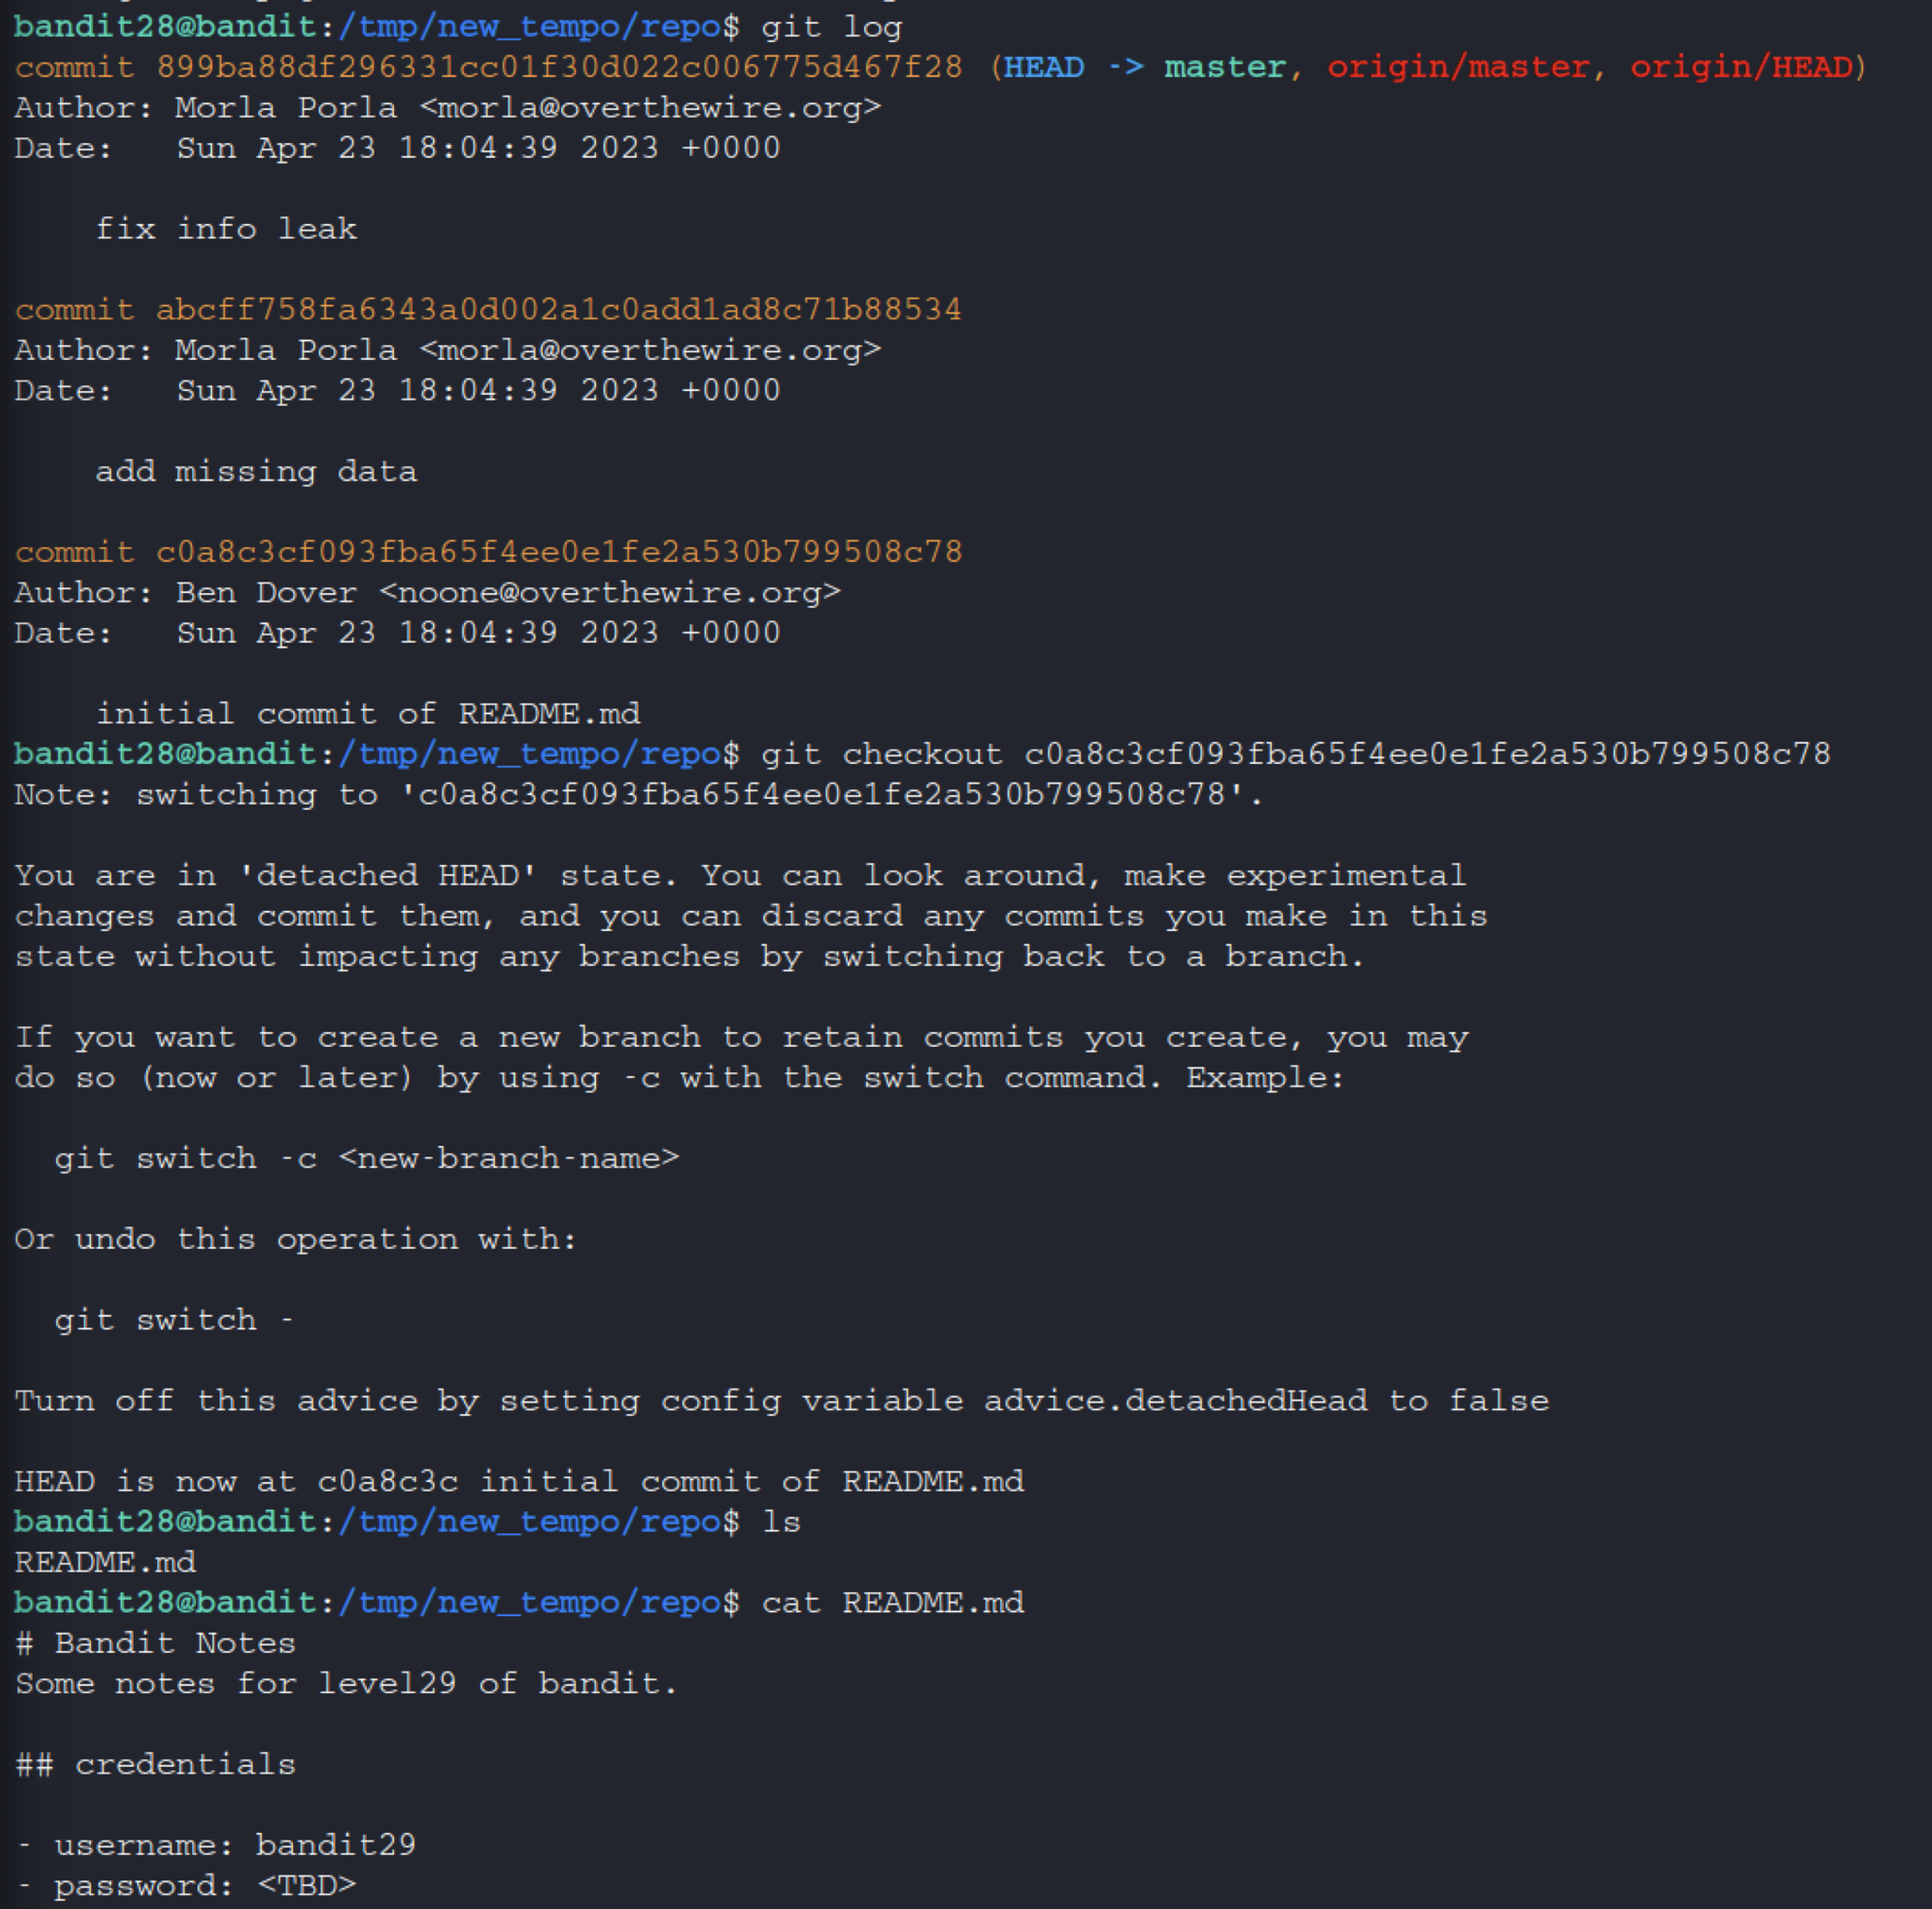 bandit28@bandit:/tmp/new_tempo/repo$ git log
commit 899ba88df296331cc01f30d022c006775d467f28 (HEAD -> master, origin/master, origin/HEAD)
Author: Morla Porla <morla@overthewire.org>
Date:   Sun Apr 23 18:04:39 2023 +0000

    fix info leak

commit abcff758fa6343a0d002a1c0add1ad8c71b88534
Author: Morla Porla <morla@overthewire.org>
Date:   Sun Apr 23 18:04:39 2023 +0000

    add missing data

commit c0a8c3cf093fba65f4ee0e1fe2a530b799508c78
Author: Ben Dover <noone@overthewire.org>
Date:   Sun Apr 23 18:04:39 2023 +0000

    initial commit of README.md
bandit28@bandit:/tmp/new_tempo/repo$ git checkout c0a8c3cf093fba65f4ee0e1fe2a530b799508c78
Note: switching to 'c0a8c3cf093fba65f4ee0e1fe2a530b799508c78'.

You are in 'detached HEAD' state. You can look around, make experimental
changes and commit them, and you can discard any commits you make in this
state without impacting any branches by switching back to a branch.

If you want to create a new branch to retain commits you create, you may
do so (now or later) by using -c with the switch command. Example:

  git switch -c <new-branch-name>

Or undo this operation with:

  git switch -

Turn off this advice by setting config variable advice.detachedHead to false

HEAD is now at c0a8c3c initial commit of README.md
bandit28@bandit:/tmp/new_tempo/repo$ ls
README.md
bandit28@bandit:/tmp/new_tempo/repo$ cat README.md
# Bandit Notes
Some notes for level29 of bandit.

## credentials

- username: bandit29
- password: <TBD>